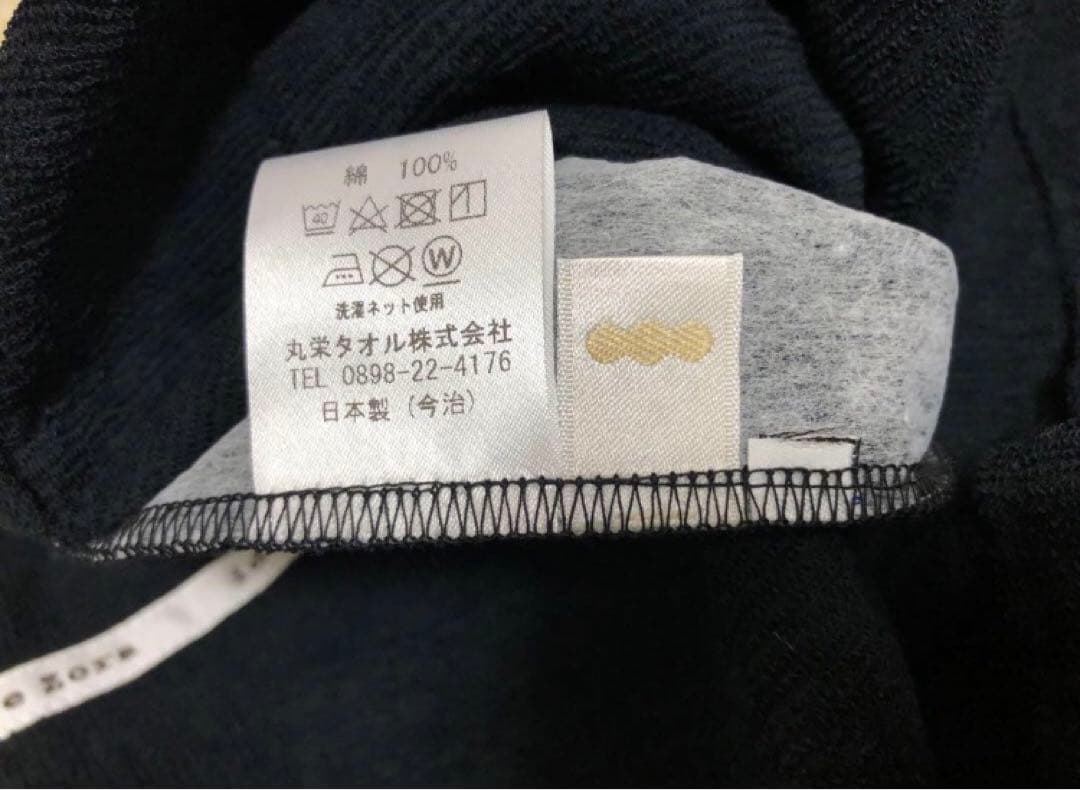 綿 100%
40
W
洗濯ネット使用
丸栄タオル株式会社
TEL 0898-22-4176
日本製(今治)